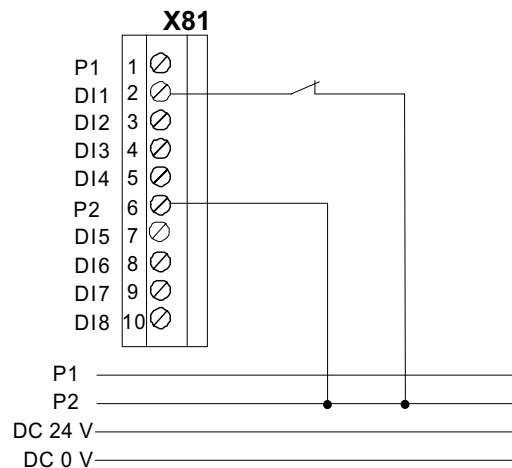 X81
P1 1
DI1 2
DI2 3
DI3 4
DI4 5
P2 6
DI5 7
DI6 8
DI7 9
DI8 10
P1
P2
DC 24 V
DC 0 V